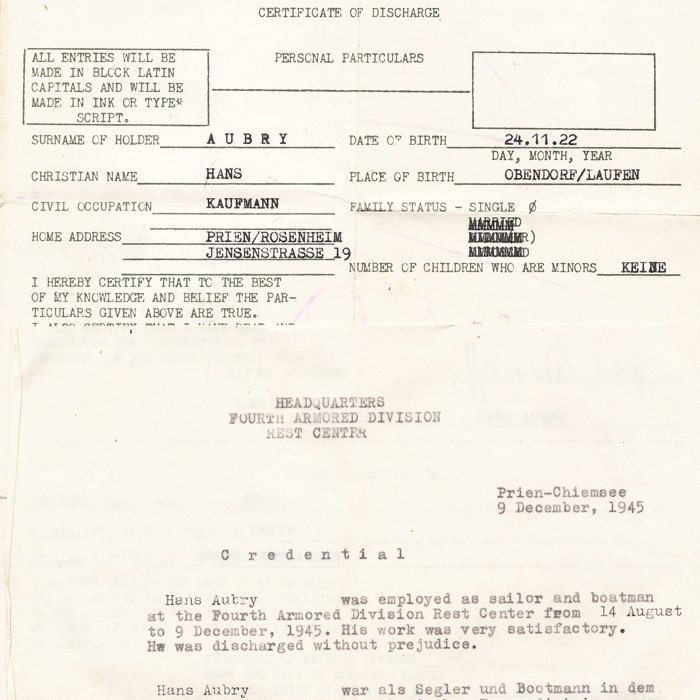 CERTIFICATE OF DISCHARGE
ALL ENTRIES WILL BE
MADE IN BLOCK LATIN
CAPITALS AND WILL BE
MADE IN INK OR TYPE*
SCRIPT.
PERSONAL PARTICULARS
SURNAME OF HOLDER AUBRY DATE OF BIRTH 24.11.22
DAY, MONTH, YEAR
CHRISTIAN NAME HANS PLACE OF BIRTH OBENDORF/LAUFEN
CIVIL OCCUPATION KAUFMANN FAMILY STATUS - SINGLE Ø
MARRIED
HOME ADDRESS PRIEN/ROSENHEIM
JENSENSTRASSE 19
NUMBER OF CHILDREN WHO ARE MINORS KEINE
I HEREBY CERTIFY THAT TO THE BEST
OF MY KNOWLEDGE AND BELIEF THE PAR-
TICULARS GIVEN ABOVE ARE TRUE.
HEADQUARTERS
FOURTH ARMORED DIVISION
REST CENTER
Prien-Chiemsee
9 December, 1945
Credential
Hans Aubry was employed as sailor and boatman
at the Fourth Armored Division Rest Center from 14 August
to 9 December, 1945. His work was very satisfactory.
He was discharged without prejudice.
Hans Aubry war als Segler und Bootmann in dem